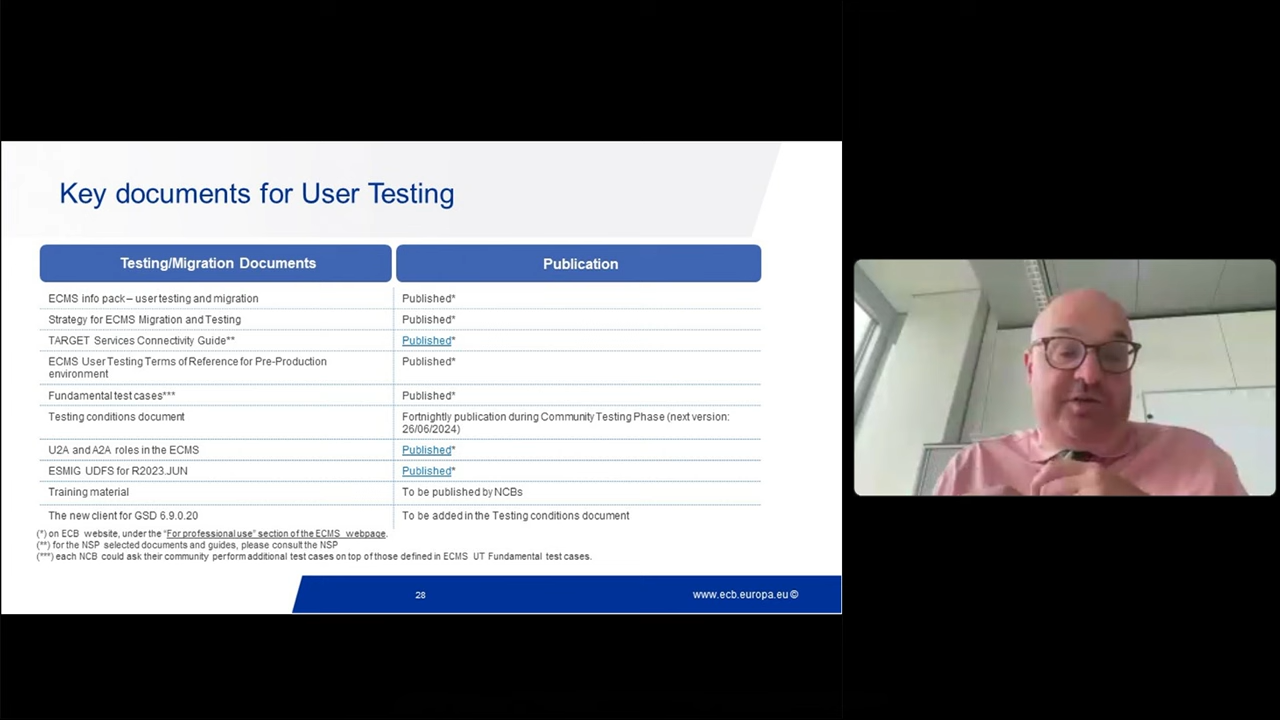 Key documents for User Testing
Testing/Migration Documents
Publication
ECMS info pack – user testing and migration
Published*
Strategy for ECMS Migration and Testing
Published*
TARGET Services Connectivity Guide**
Published*
ECMS User Testing Terms of Reference for Pre-Production
environment
Published*
Fundamental test cases***
Published*
Testing conditions document
Fortnightly publication during Community Testing Phase (next version:
26/06/2024)
U2A and A2A roles in the ECMS
Published*
ESMIG UDFS for R2023.JUN
Published*
Training material
To be published by NCBs
The new client for GSD 6.9.0.20
To be added in the Testing conditions document
(*) on ECB website, under the "For professional use" section of the ECMS webpage.
(**) for the NSP selected documents and guides, please consult the NSP
(***) each NCB could ask their community perform additional test cases on top of those defined in ECMS UT Fundamental test cases.
28
www.ecb.europa.eu ©